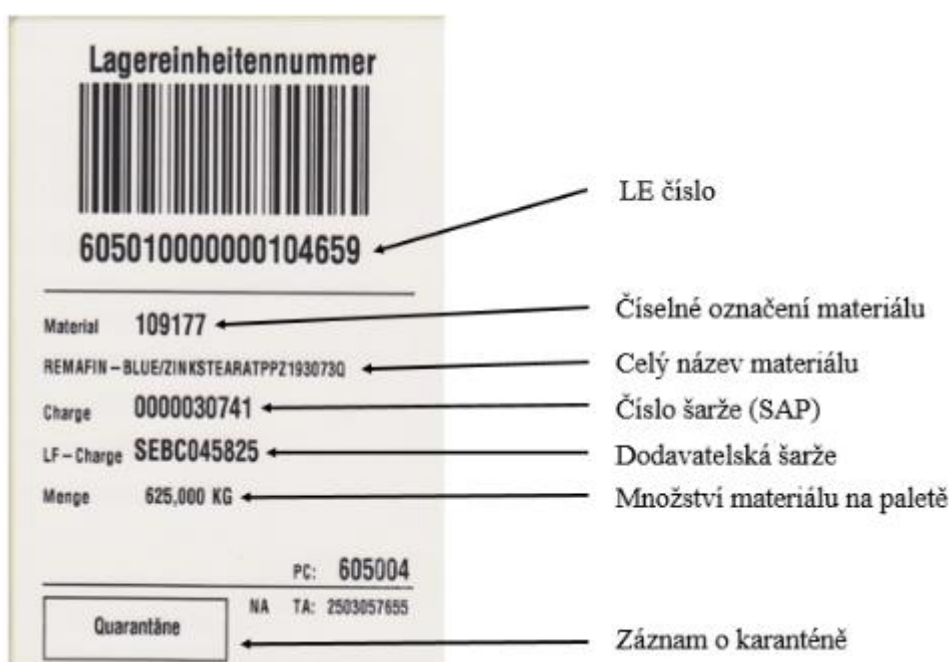 Lagereinheitennummer
605010000000104659
LE číslo
Material 109177
Číselné označení materiálu
REMAFIN – BLUE/ZINKSTEARATPPZ193073Q
Celý název materiálu
Charge 0000030741
Číslo šarže (SAP)
LF – Charge SEBC045825
Dodavatelská šarže
Menge 625,000 KG
Množství materiálu na paletě
PC: 605004
NA TA: 2503057655
Quarantäne
Záznam o karanténě